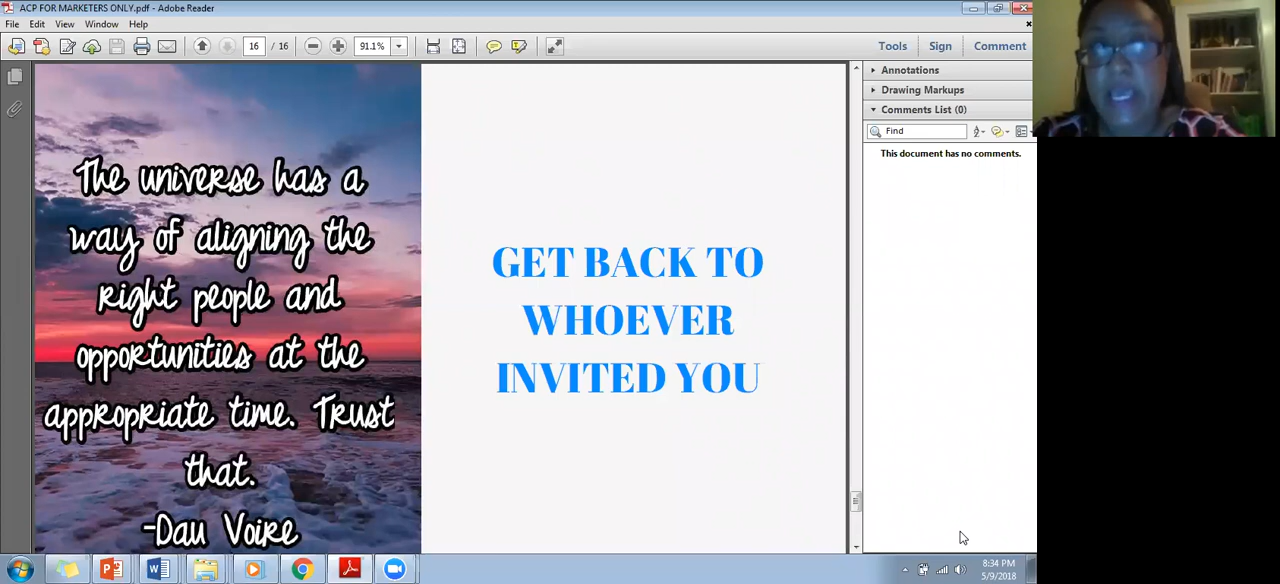 ACP FOR MARKETERS ONLY.pdf - Adobe Reader
File Edit View Window Help
16 / 16 91.1% Tools Sign Comment
Annotations
Drawing Markups
Comments List (0)
Find
This document has no comments.
The universe has a
way of aligning the
right people and
opportunities at the
appropriate time. Trust
that.
-Dau Voire
GET BACK TO
WHOEVER
INVITED YOU
8:34 PM
5/9/2018